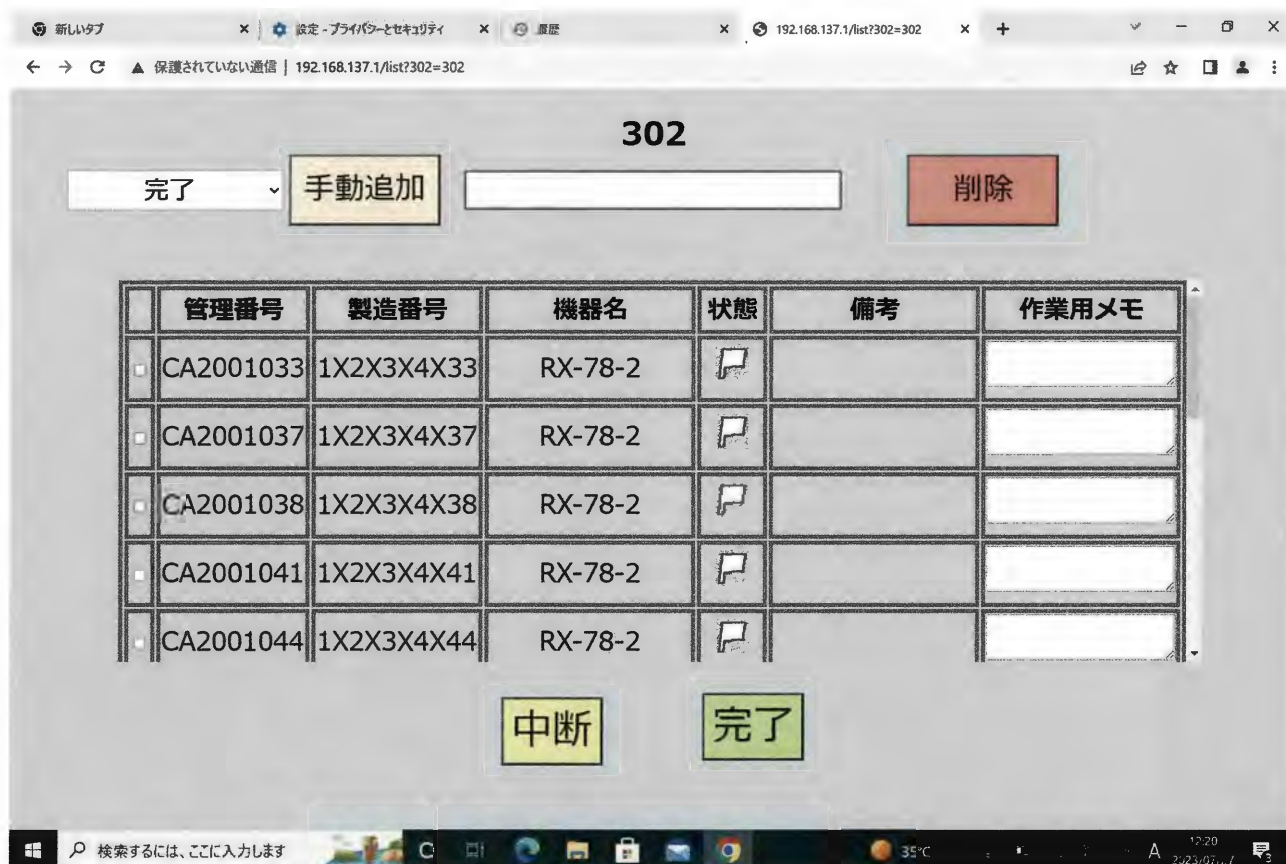 新しいタブ
設定 - プライバシーとセキュリティ
履歴
192.168.137.1/list?302=302
保護されていない通信 | 192.168.137.1/list?302=302
302
完了 手動追加 削除
管理番号 製造番号 機器名 状態 備考 作業用メモ
CA2001033 1X2X3X4X33 RX-78-2
CA2001037 1X2X3X4X37 RX-78-2
CA2001038 1X2X3X4X38 RX-78-2
CA2001041 1X2X3X4X41 RX-78-2
CA2001044 1X2X3X4X44 RX-78-2
中断 完了
検索するには、ここに入力します
35°C
A
12:20